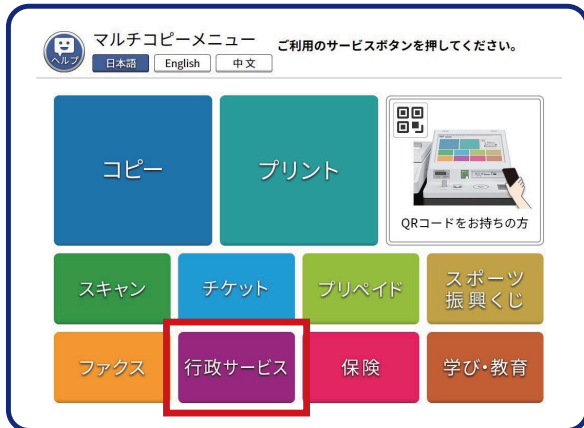 マルチコピーメニュー
ご利用のサービスボタンを押してください。
ヘルプ
日本語
English
中文
コピー
プリント
QRコードをお持ちの方
スキャン
チケット
プリペイド
スポーツ
振興くじ
ファクス
行政サービス
保険
学び・教育